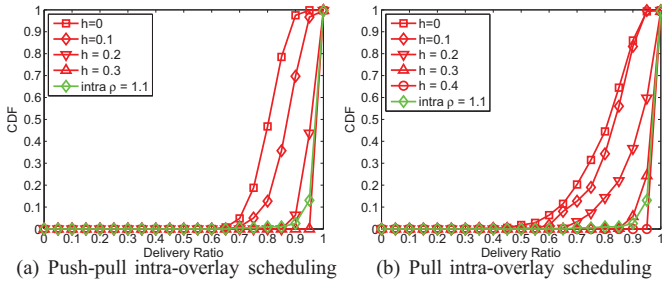 h=0
h=0.1
h = 0.2
h = 0.3
intra ρ = 1.1
1
0.9
0.8
0.7
0.6
0.5
0.4
0.3
0.2
0.1
0
CDF
0 0.1 0.2 0.3 0.4 0.5 0.6 0.7 0.8 0.9 1
Delivery Ratio
(a) Push-pull intra-overlay scheduling
h=0
h=0.1
h = 0.2
h = 0.3
h = 0.4
intra ρ = 1.1
1
0.9
0.8
0.7
0.6
0.5
0.4
0.3
0.2
0.1
0
CDF
0 0.1 0.2 0.3 0.4 0.5 0.6 0.7 0.8 0.9 1
Delivery Ratio
(b) Pull intra-overlay scheduling